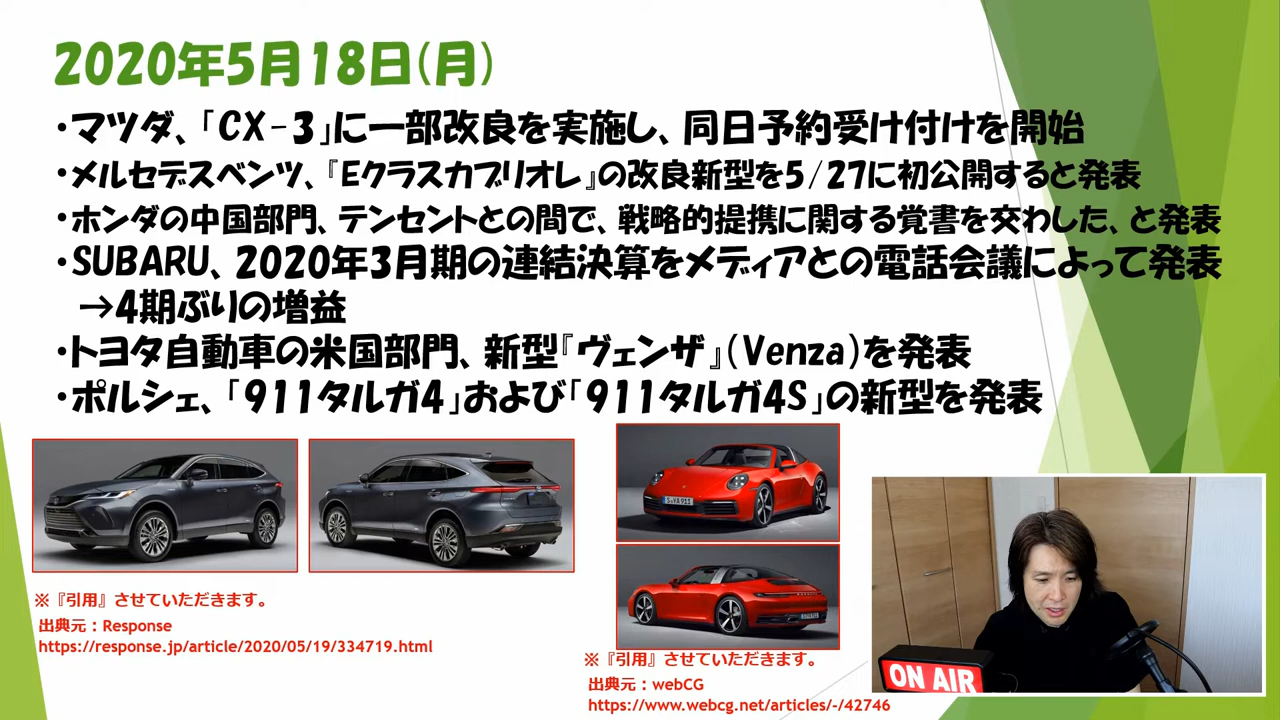 2020年5月18日(月)
・マツダ、「CX-3」に一部改良を実施し、同日予約受け付けを開始
・メルセデスベンツ、『Eクラスカブリオレ』の改良新型を5/27に初公開すると発表
・ホンダの中国部門、テンセントとの間で、戦略的提携に関する覚書を交わした、と発表
・SUBARU、2020年3月期の連結決算をメディアとの電話会議によって発表
→4期ぶりの増益
・トヨタ自動車の米国部門、新型『ヴェンザ』(Venza)を発表
・ポルシェ、「911タルガ4」および「911タルガ4S」の新型を発表
S·YA 911
PORSCHE
※『引用』させていただきます。
出典元：Response
https://response.jp/article/2020/05/19/334719.html
※『引用』させていただきます。
出典元：webCG
https://www.webcg.net/articles/-/42746
ON AIR